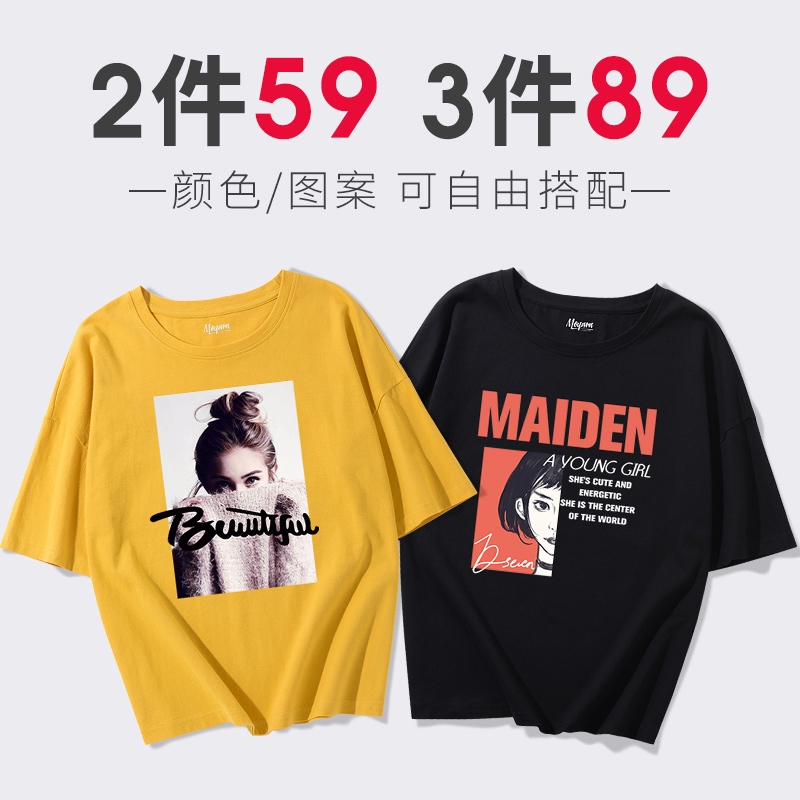 2件59 3件89
—颜色/图案 可自由搭配—
Beautiful
MAIDEN
A YOUNG GIRL
SHE'S CUTE AND
ENERGETIC
SHE IS THE CENTER
OF THE WORLD